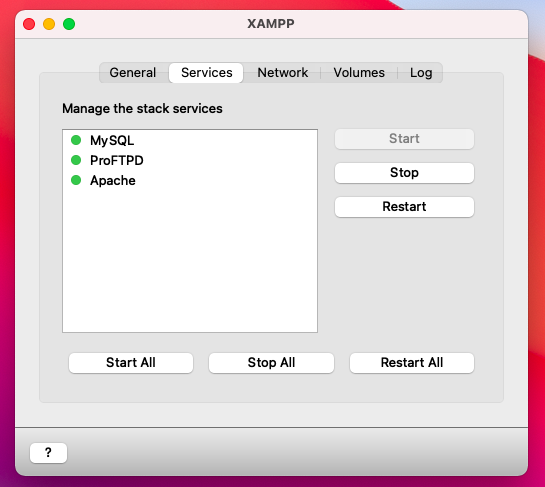 XAMPP
General Services Network Volumes Log
Manage the stack services
MySQL
ProFTPD
Apache
Start
Stop
Restart
Start All Stop All Restart All
?